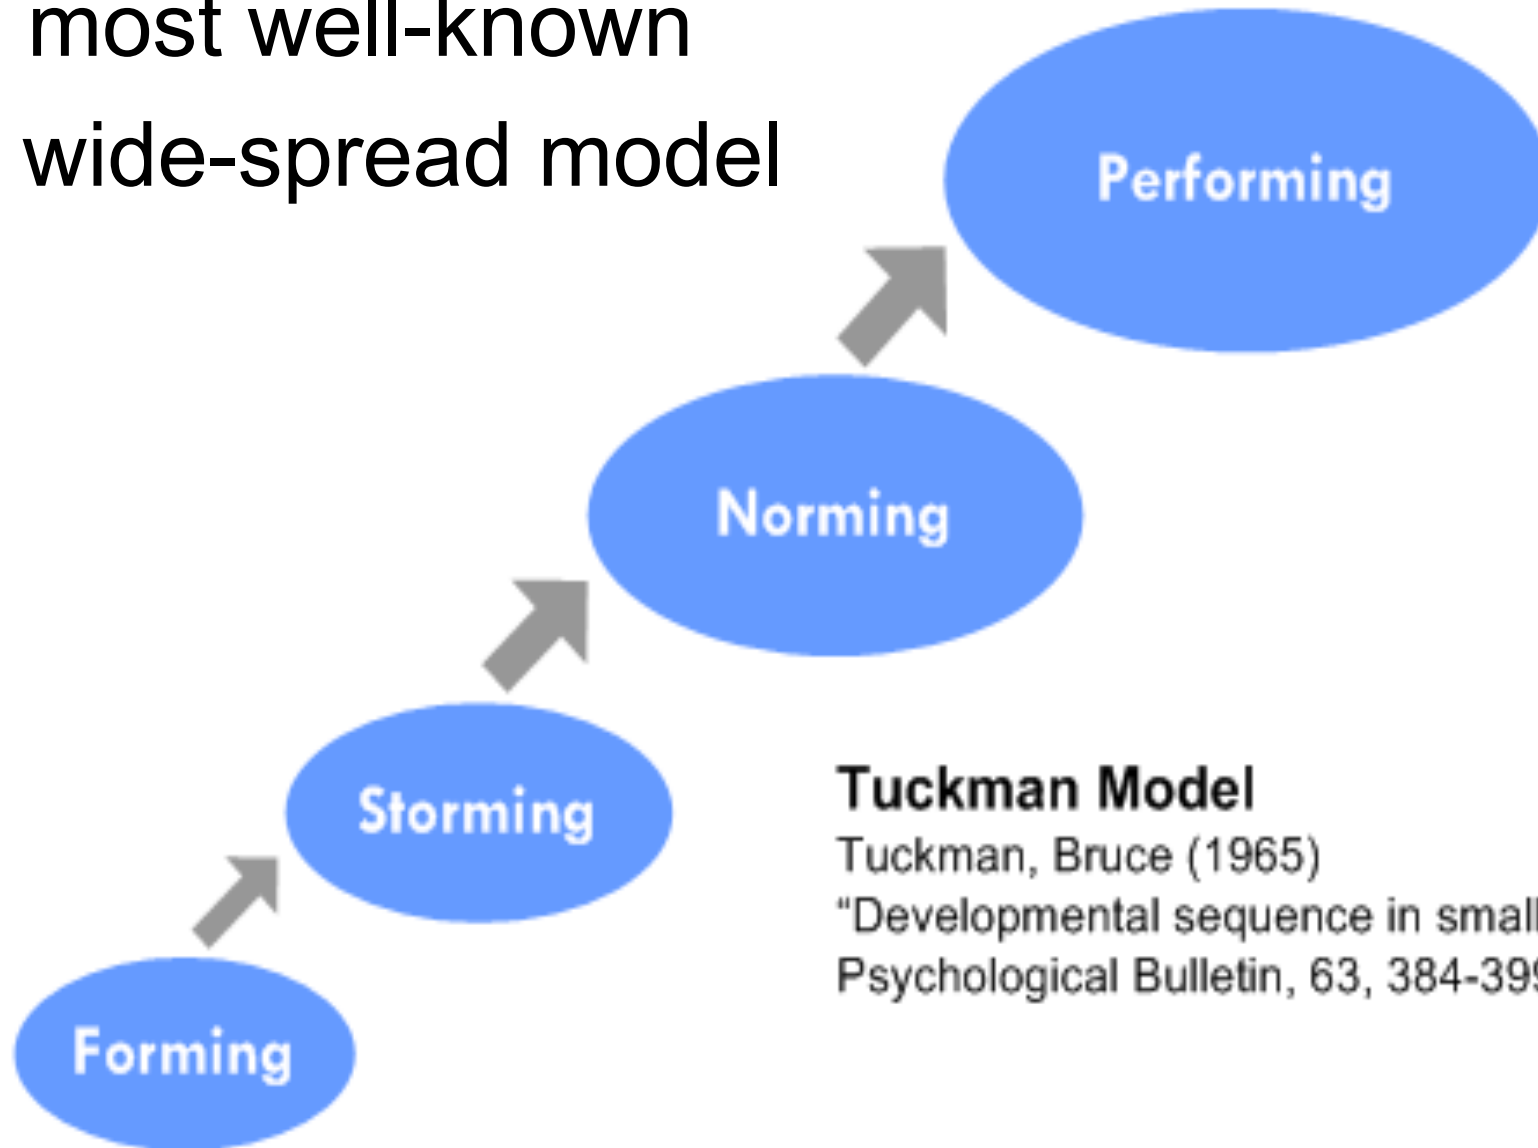 most well-known
wide-spread model
Performing
Norming
Storming
Forming
Tuckman Model
Tuckman, Bruce (1965)
“Developmental sequence in small
Psychological Bulletin, 63, 384-399